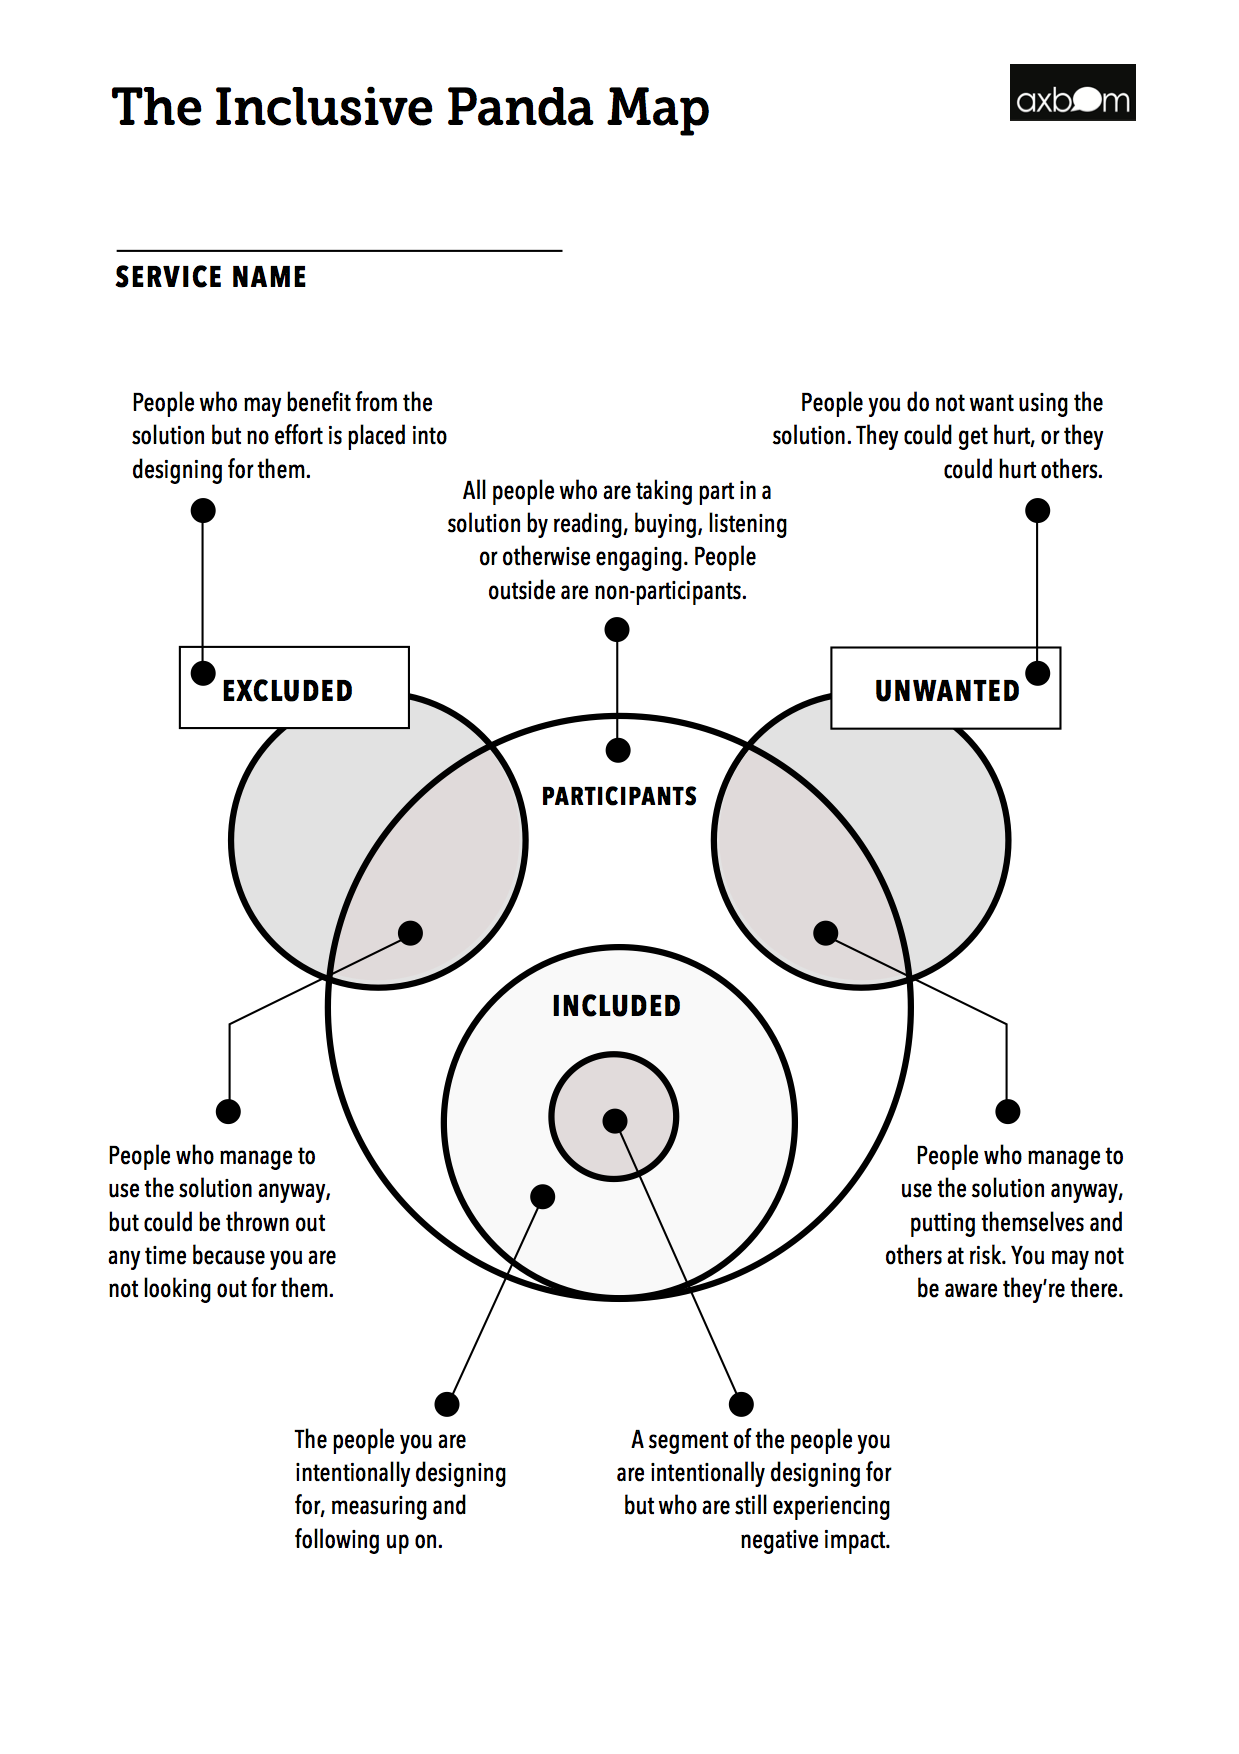 The Inclusive Panda Map
axbom
SERVICE NAME
People who may benefit from the
solution but no effort is placed into
designing for them.
People you do not want using the
solution. They could get hurt, or they
could hurt others.
All people who are taking part in a
solution by reading, buying, listening
or otherwise engaging. People
outside are non-participants.
EXCLUDED
UNWANTED
PARTICIPANTS
INCLUDED
People who manage to
use the solution anyway,
but could be thrown out
any time because you are
not looking out for them.
People who manage to
use the solution anyway,
putting themselves and
others at risk. You may not
be aware they’re there.
The people you are
intentionally designing
for, measuring and
following up on.
A segment of the people you
are intentionally designing for
but who are still experiencing
negative impact.